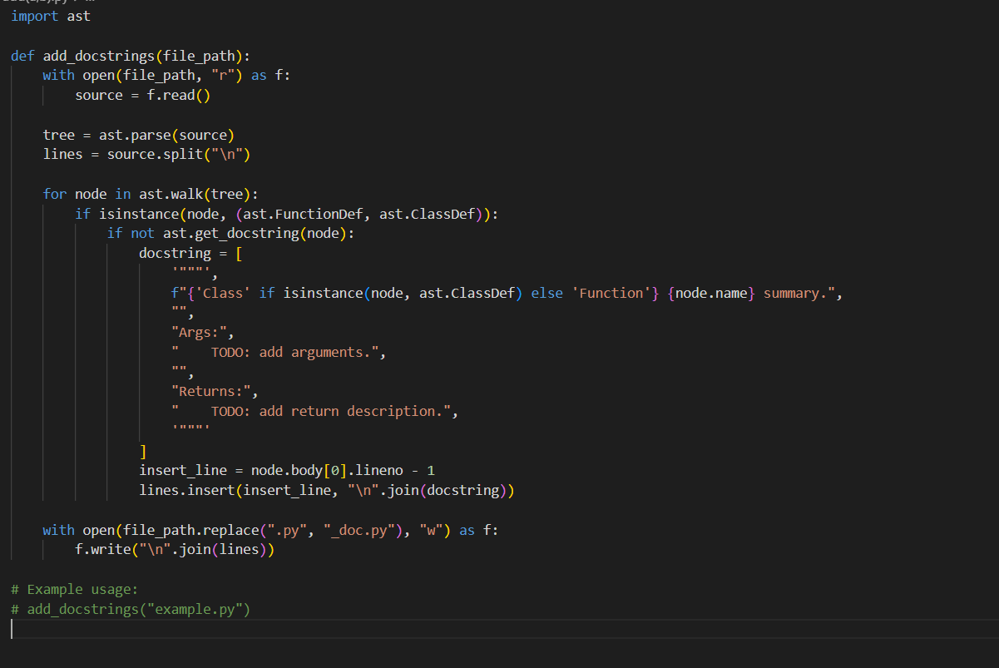 import ast
def add_docstrings(file_path):
    with open(file_path, "r") as f:
        source = f.read()
    tree = ast.parse(source)
    lines = source.split("\n")
    for node in ast.walk(tree):
        if isinstance(node, (ast.FunctionDef, ast.ClassDef)):
            if not ast.get_docstring(node):
                docstring = [
                    '"""',
                    f"{'Class' if isinstance(node, ast.ClassDef) else 'Function'} {node.name} summary.",
                    "",
                    "Args:",
                    "    TODO: add arguments.",
                    "",
                    "Returns:",
                    "    TODO: add return description.",
                    '"""'
                ]
                insert_line = node.body[0].lineno - 1
                lines.insert(insert_line, "\n".join(docstring))
    with open(file_path.replace(".py", "_doc.py"), "w") as f:
        f.write("\n".join(lines))
# Example usage:
# add_docstrings("example.py")